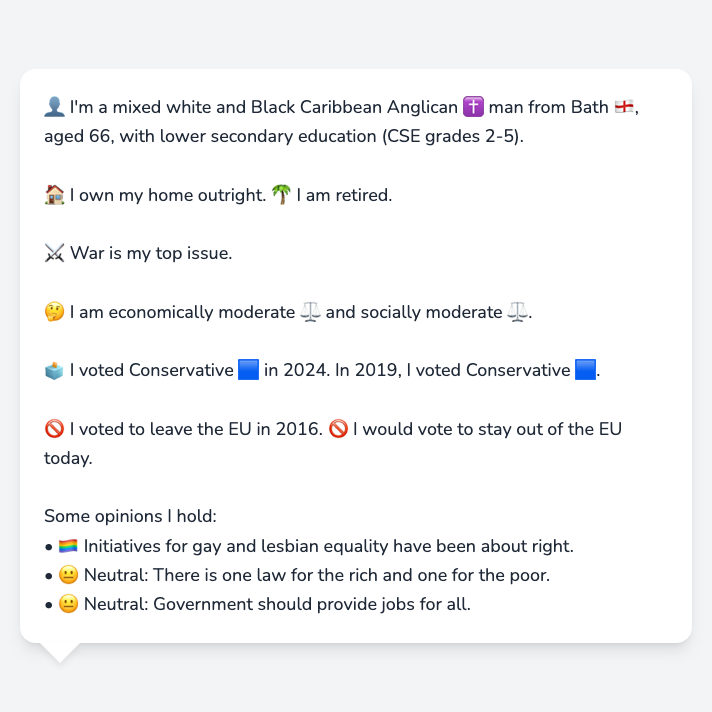 👤 I'm a mixed white and Black Caribbean Anglican ✝️ man from Bath 🏴󠁧󠁢󠁥󠁮󠁧󠁿,
aged 66, with lower secondary education (CSE grades 2-5).
🏠 I own my home outright. 🌴 I am retired.
⚔️ War is my top issue.
🤔 I am economically moderate ⚖️ and socially moderate ⚖️.
🗳️ I voted Conservative 🟦 in 2024. In 2019, I voted Conservative 🟦.
🚫 I voted to leave the EU in 2016. 🚫 I would vote to stay out of the EU
today.
Some opinions I hold:
• 🏳️‍🌈 Initiatives for gay and lesbian equality have been about right.
• 😐 Neutral: There is one law for the rich and one for the poor.
• 😐 Neutral: Government should provide jobs for all.